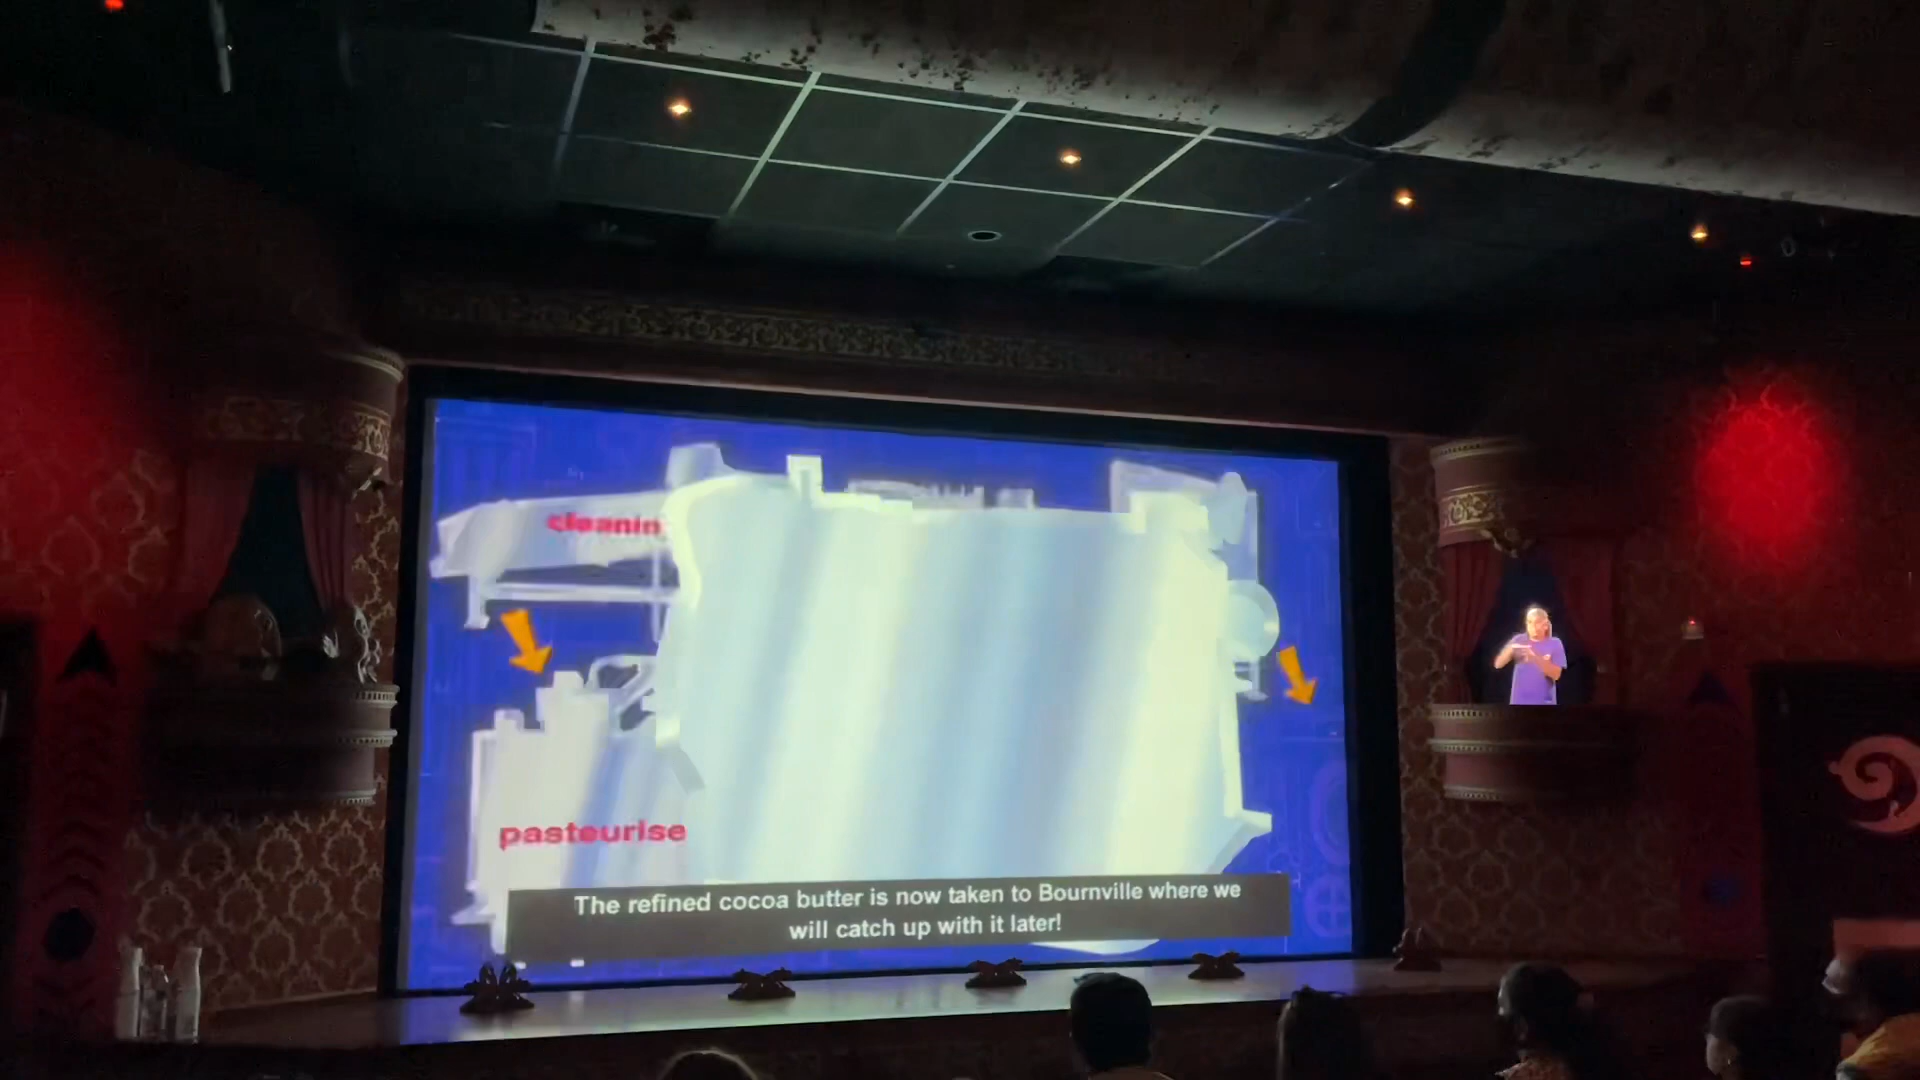 cleanin
pasteurise
The refined cocoa butter is now taken to Bournville where we
will catch up with it later!